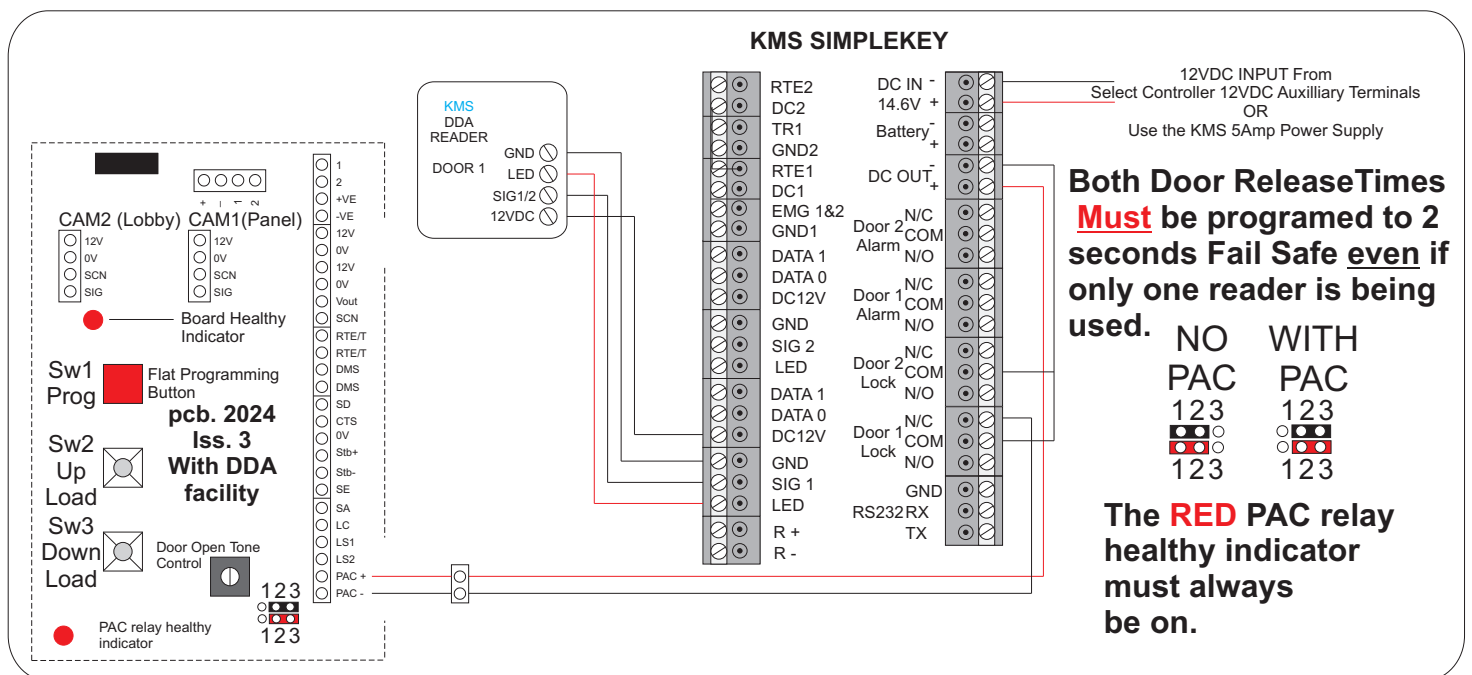 KMS SIMPLEKEY
KMS
DDA
READER
DOOR 1
GND
LED
SIG1/2
12VDC
+
–
1
2
CAM2 (Lobby)
12V
0V
SCN
SIG
CAM1(Panel)
12V
0V
SCN
SIG
Board Healthy
Indicator
Sw1
Prog
Flat Programming
Button
pcb. 2024
Iss. 3
With DDA
facility
Sw2
Up
Load
Sw3
Down
Load
Door Open Tone
Control
123
123
PAC relay healthy
indicator
1
2
+VE
-VE
12V
0V
12V
0V
Vout
SCN
RTE/T
RTE/T
DMS
DMS
SD
CTS
0V
Stb+
Stb-
SE
SA
LC
LS1
LS2
PAC +
PAC -
RTE2
DC2
TR1
GND2
RTE1
DC1
EMG 1&2
GND1
DATA 1
DATA 0
DC12V
GND
SIG 2
LED
DATA 1
DATA 0
DC12V
GND
SIG 1
LED
R +
R -
DC IN -
14.6V +
Battery -
+
DC OUT -
+
Door 2
Alarm
N/C
COM
N/O
Door 1
Alarm
N/C
COM
N/O
Door 2
Lock
N/C
COM
N/O
Door 1
Lock
N/C
COM
N/O
GND
RS232 RX
TX
12VDC INPUT From
Select Controller 12VDC Auxilliary Terminals
OR
Use the KMS 5Amp Power Supply
Both Door ReleaseTimes
Must be programed to 2
seconds Fail Safe even if
only one reader is being
used.
NO
PAC
123
123
WITH
PAC
123
123
The RED PAC relay
healthy indicator
must always
be on.